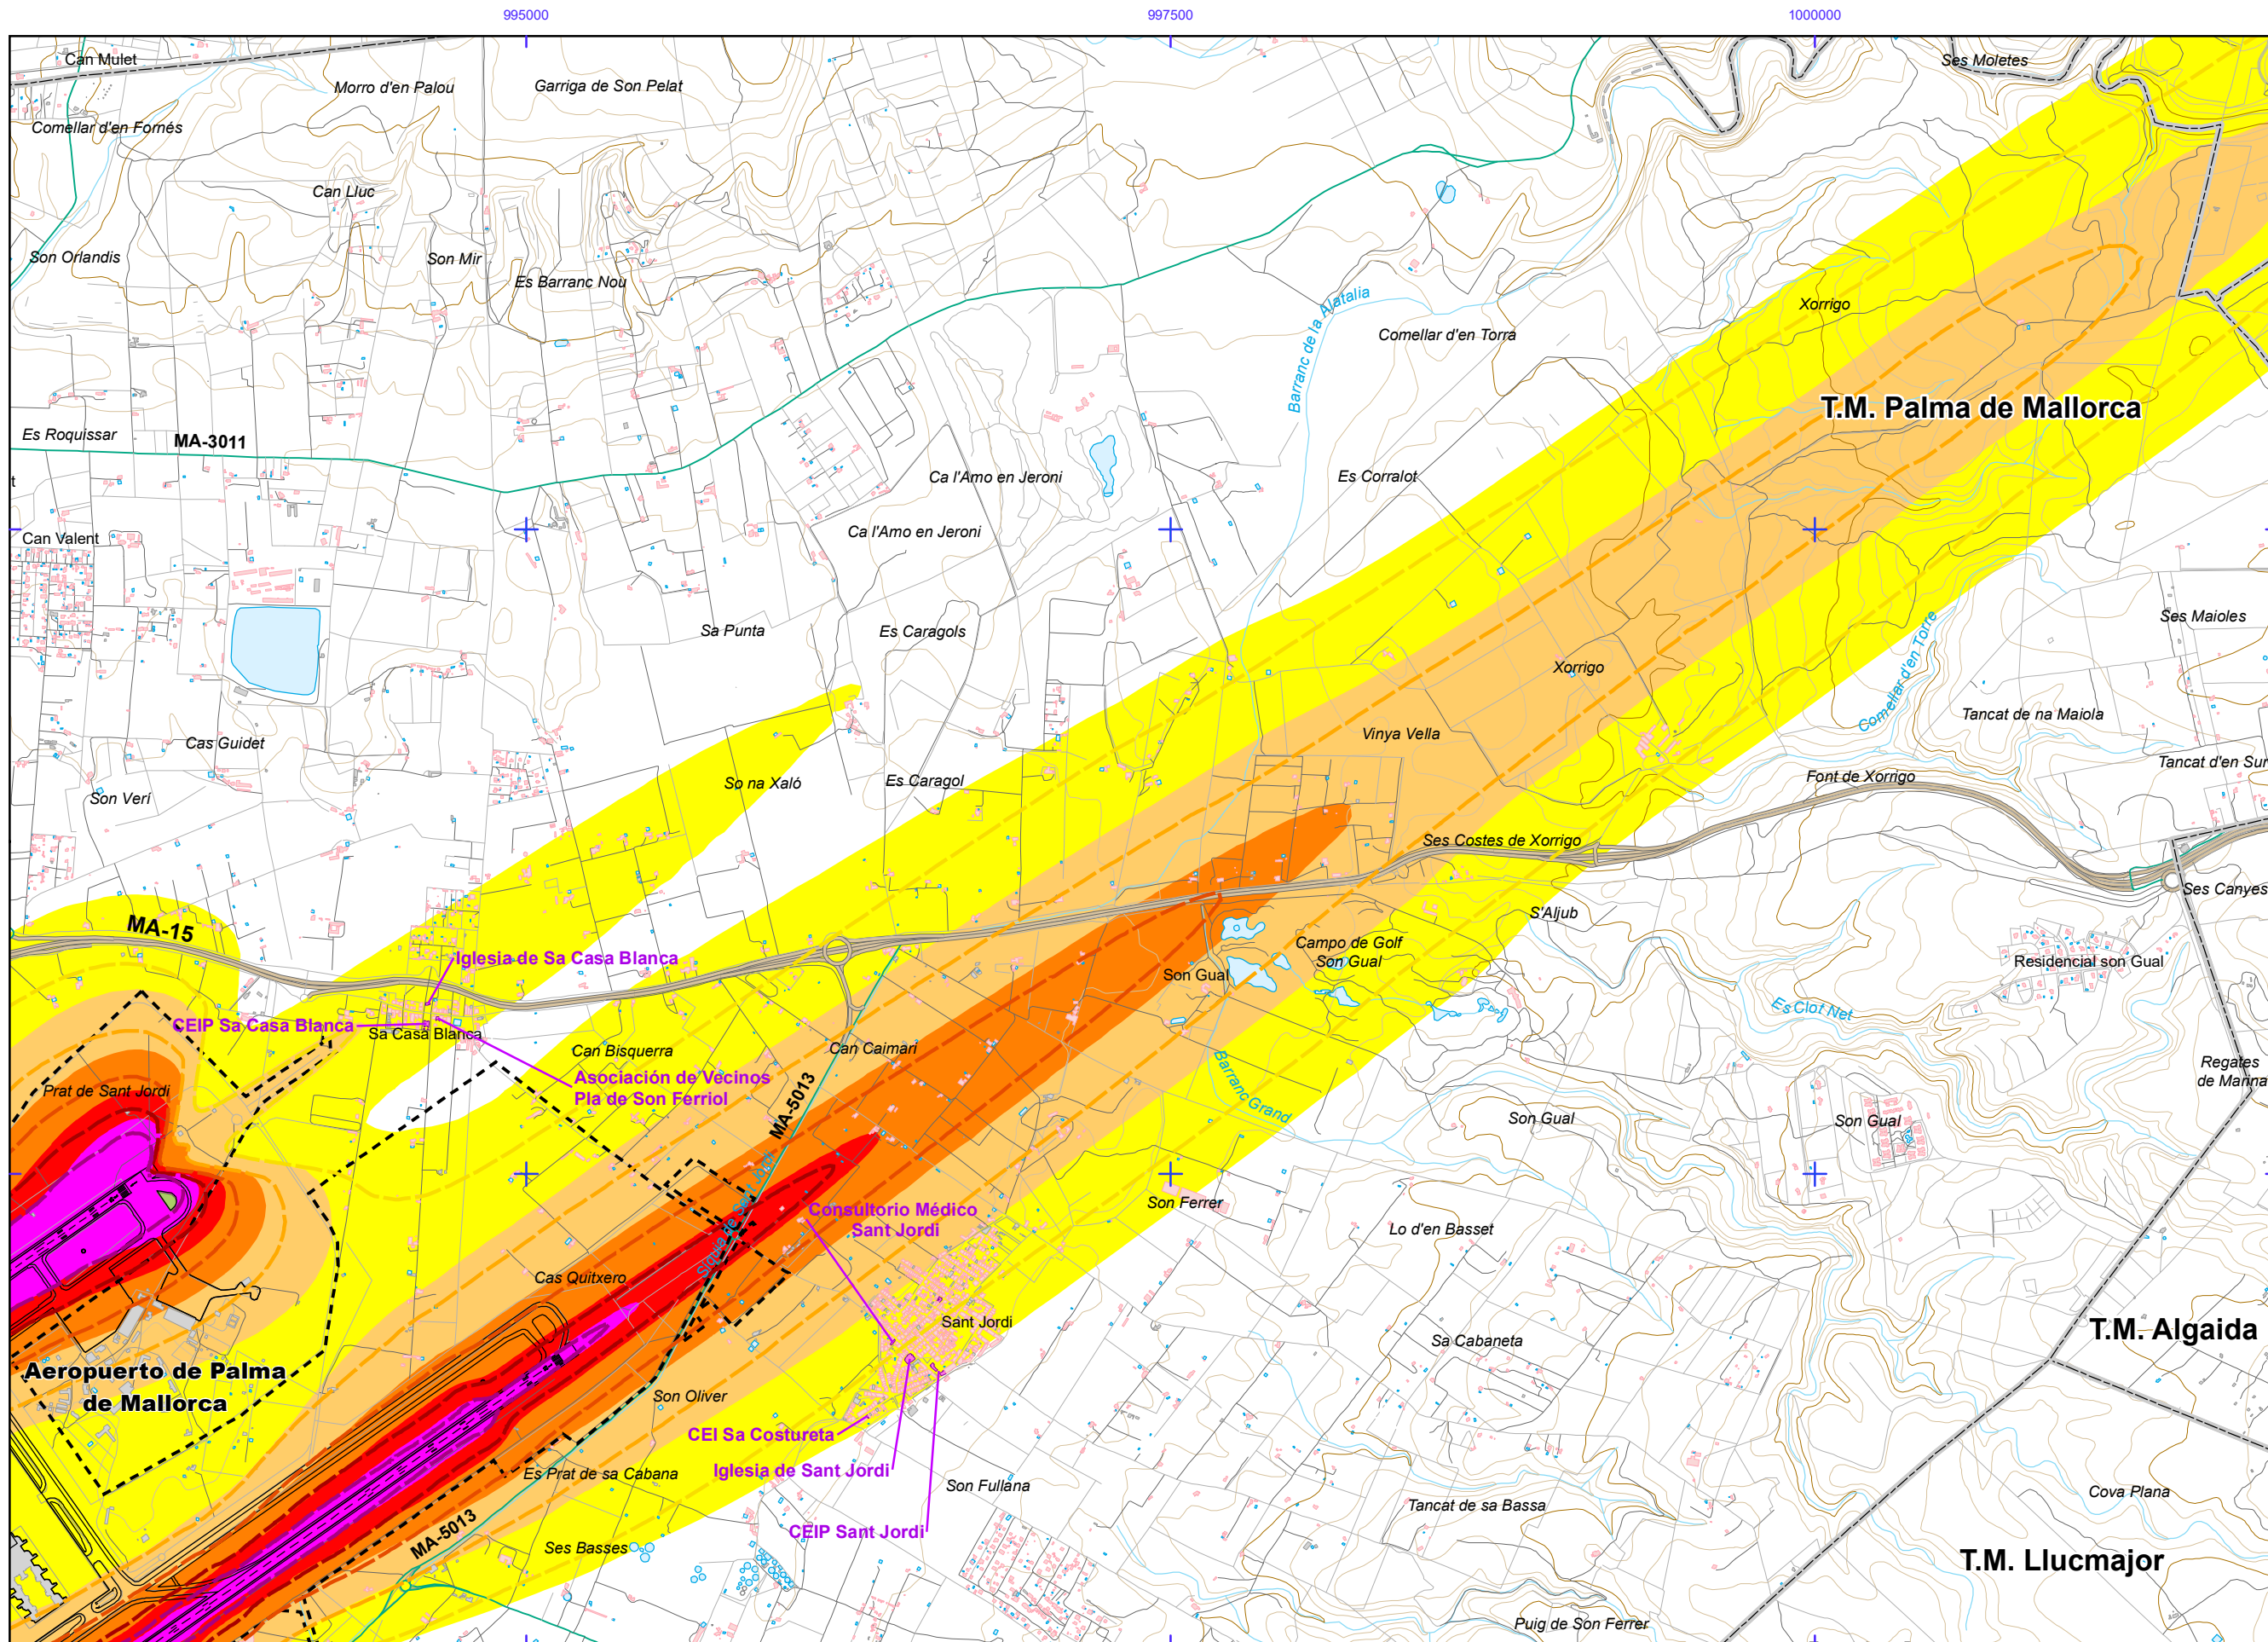 995000
997500
1000000
Can Mulet
Morro d'en Palou
Garriga de Son Pelat
Ses Moletes
Comellar d'en Fornés
Can Lluc
Son Orlandis
Son Mir
Es Barranc Nou
Barranc de la Alatalia
Xorrigo
Comellar d'en Torra
T.M. Palma de Mallorca
Es Roquissar
MA-3011
Ca l'Amo en Jeroni
Es Corralot
t
Can Valent
Ca l'Amo en Jeroni
Sa Punta
Es Caragols
Ses Maioles
Comellar d'en Torre
Xorrigo
Tancat de na Maiola
Cas Guidet
Vinya Vella
Tancat d'en Sur
Son Verí
So na Xaló
Es Caragol
Font de Xorrigo
Ses Costes de Xorrigo
Ses Canyes
MA-15
S'Aljub
Iglesia de Sa Casa Blanca
Campo de Golf
Son Gual
Son Gual
Residencial son Gual
Es Clot Net
CEIP Sa Casa Blanca
Sa Casa Blanca
Can Bisquerra
Can Caimari
Regates
de Marina
Asociación de Vecinos
Pla de Son Ferriol
Prat de Sant Jordi
MA-5013
Barranc Grand
Son Gual
Son Gual
Síquia de Sant Jordi
Consultorio Médico
Sant Jordi
Son Ferrer
Lo d'en Basset
Cas Quitxero
Sant Jordi
Sa Cabaneta
T.M. Algaida
Aeropuerto de Palma
de Mallorca
Son Oliver
CEI Sa Costureta
Es Prat de sa Cabana
Iglesia de Sant Jordi
Son Fullana
Cova Plana
Tancat de sa Bassa
MA-5013
CEIP Sant Jordi
Ses Basses
T.M. Llucmajor
Puig de Son Ferrer